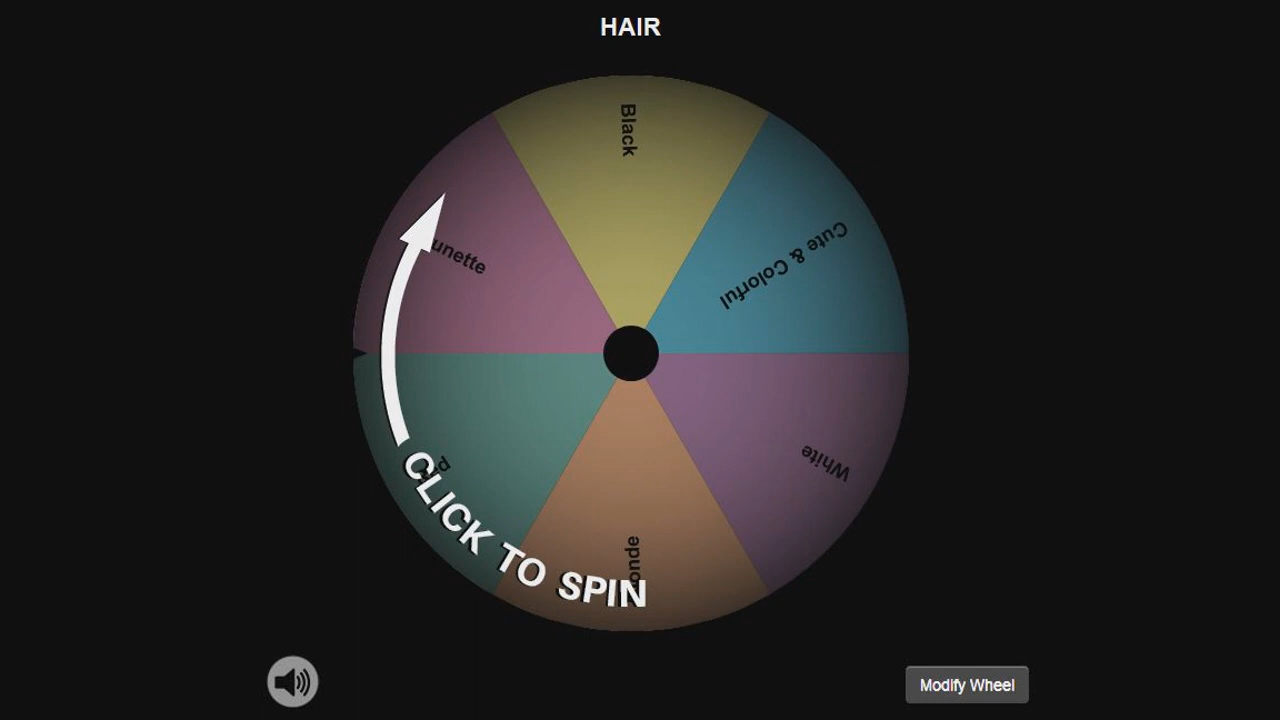 HAIR
Black
Cute & Colorful
unette
White
onde
CLICK TO SPIN
Modify Wheel